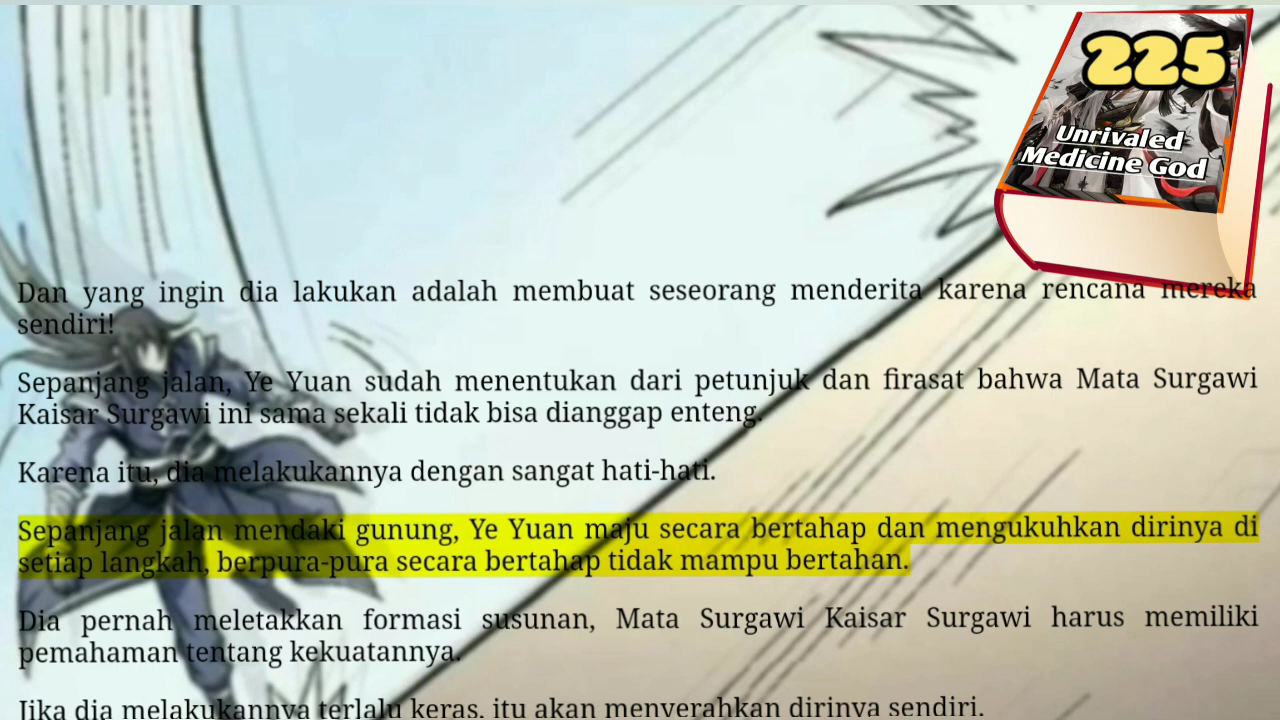 225
Unrivaled
Medicine God
Dan yang ingin dia lakukan adalah membuat seseorang menderita karena rencana mereka
sendiri!
Sepanjang jalan, Ye Yuan sudah menentukan dari petunjuk dan firasat bahwa Mata Surgawi
Kaisar Surgawi ini sama sekali tidak bisa dianggap enteng.
Karena itu, dia melakukannya dengan sangat hati-hati.
Sepanjang jalan mendaki gunung, Ye Yuan maju secara bertahap dan mengukuhkan dirinya di
setiap langkah, berpura-pura secara bertahap tidak mampu bertahan.
Dia pernah meletakkan formasi susunan, Mata Surgawi Kaisar Surgawi harus memiliki
pemahaman tentang kekuatannya.
Jika dia melakukannya terlalu keras, itu akan menyerahkan dirinya sendiri.